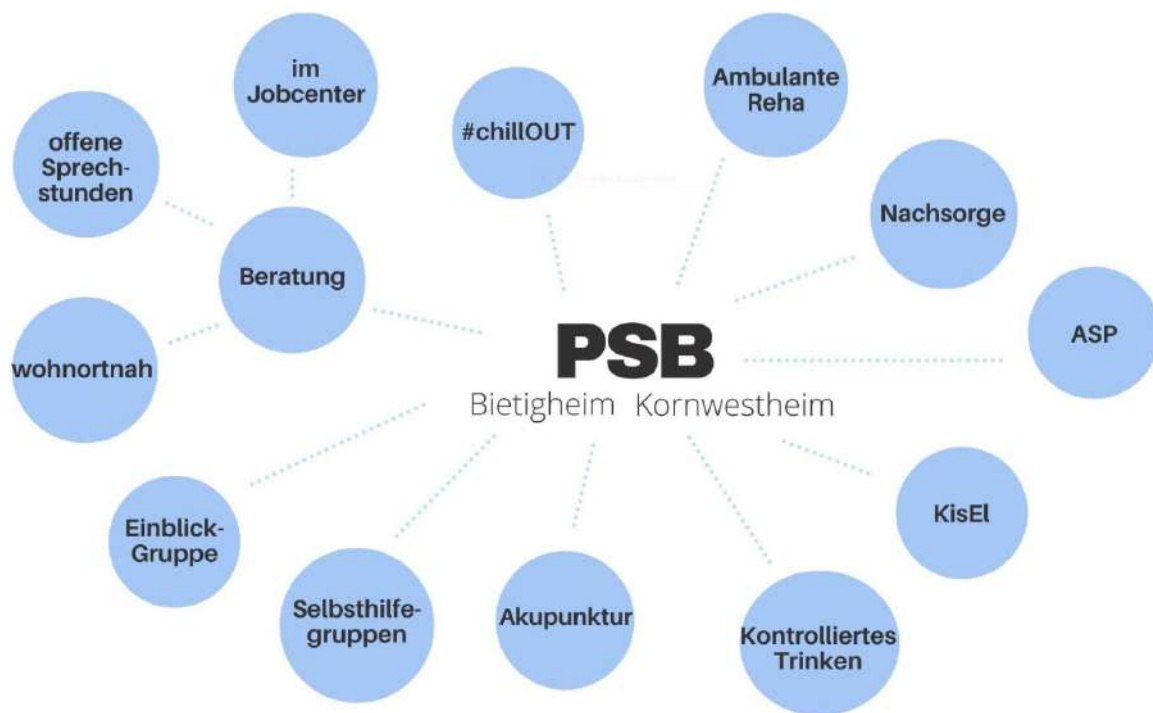 im
Jobcenter
#chillOUT
Ambulante
Reha
offene
Sprech-
stunden
Nachsorge
Beratung
ASP
wohnortnah
PSB
Bietigheim Kornwestheim
Einblick-
Gruppe
KisEl
Selbsthilfe-
gruppen
Akupunktur
Kontrolliertes
Trinken